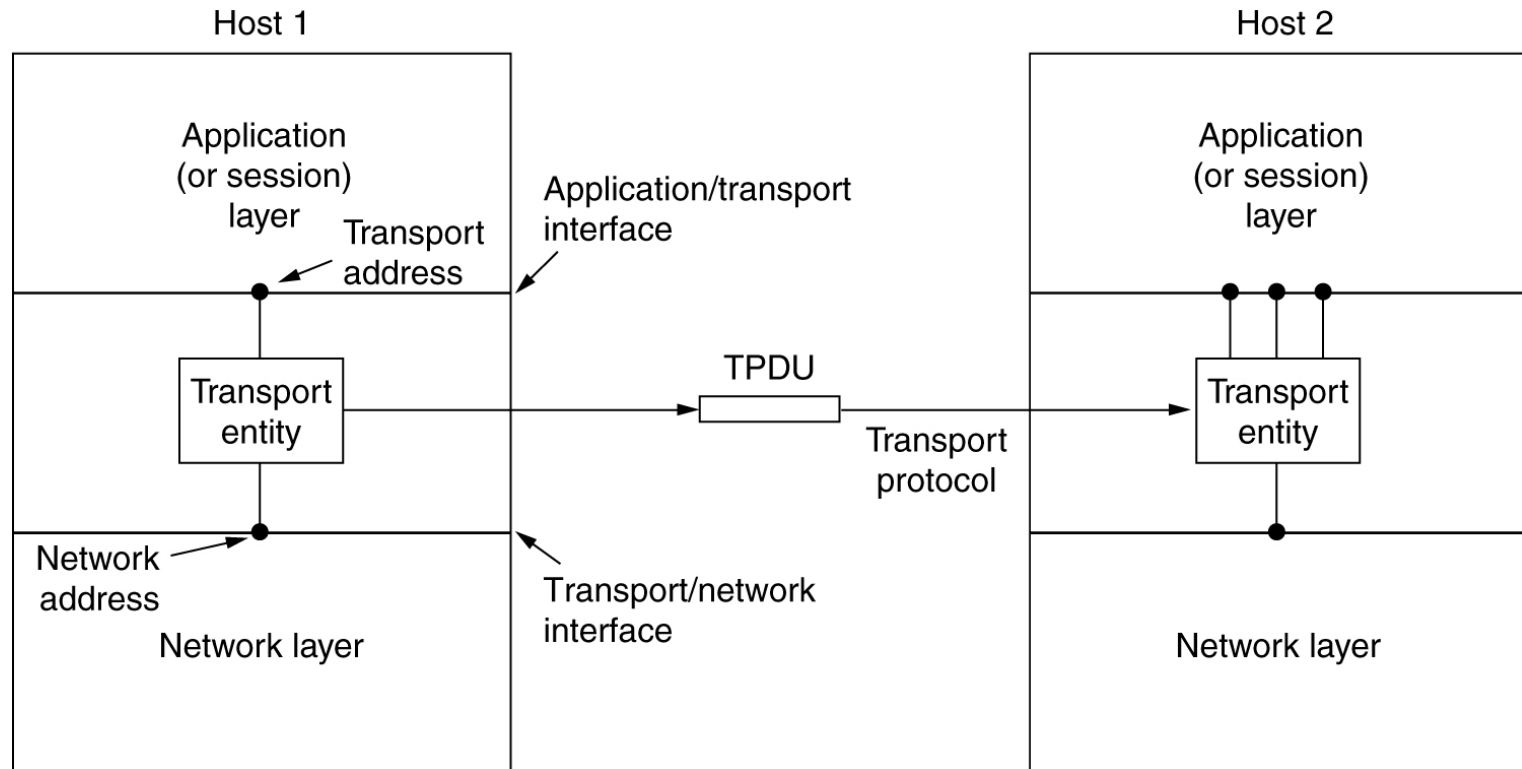 Host 1
Host 2
Application
(or session)
layer
Transport
address
Application/transport
interface
Application
(or session)
layer
Transport
entity
TPDU
Transport
protocol
Transport
entity
Network
address
Transport/network
interface
Network layer
Network layer